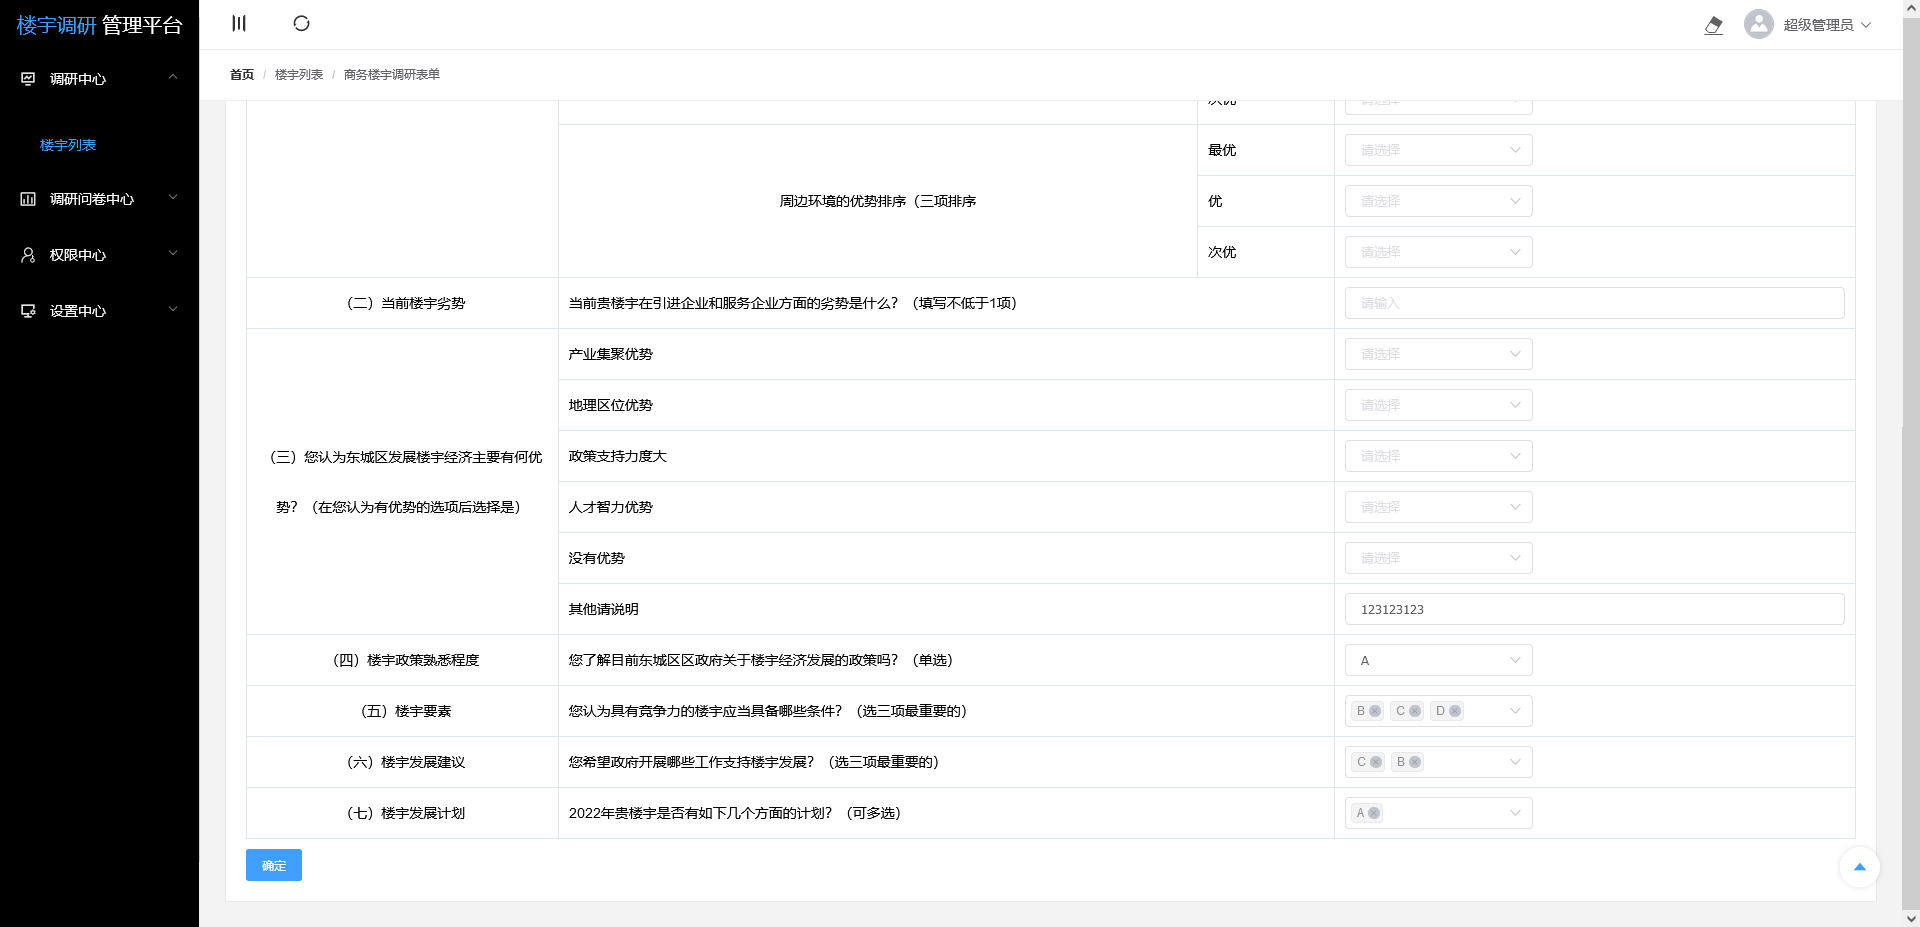 楼宇调研 管理平台
超级管理员
首页 / 楼宇列表 / 商务楼宇调研表单
调研中心
楼宇列表
调研问卷中心
权限中心
设置中心
次优
请选择
周边环境的优势排序（三项排序
最优
请选择
优
请选择
次优
请选择
（二）当前楼宇劣势
当前贵楼宇在引进企业和服务企业方面的劣势是什么？（填写不低于1项）
请输入
（三）您认为东城区发展楼宇经济主要有何优
势？（在您认为有优势的选项后选择是）
产业集聚优势
请选择
地理区位优势
请选择
政策支持力度大
请选择
人才智力优势
请选择
没有优势
请选择
其他请说明
123123123
（四）楼宇政策熟悉程度
您了解目前东城区区政府关于楼宇经济发展的政策吗？（单选）
A
（五）楼宇要素
您认为具有竞争力的楼宇应当具备哪些条件？（选三项最重要的）
B C D
（六）楼宇发展建议
您希望政府开展哪些工作支持楼宇发展？（选三项最重要的）
C B
（七）楼宇发展计划
2022年贵楼宇是否有如下几个方面的计划？（可多选）
A
确定